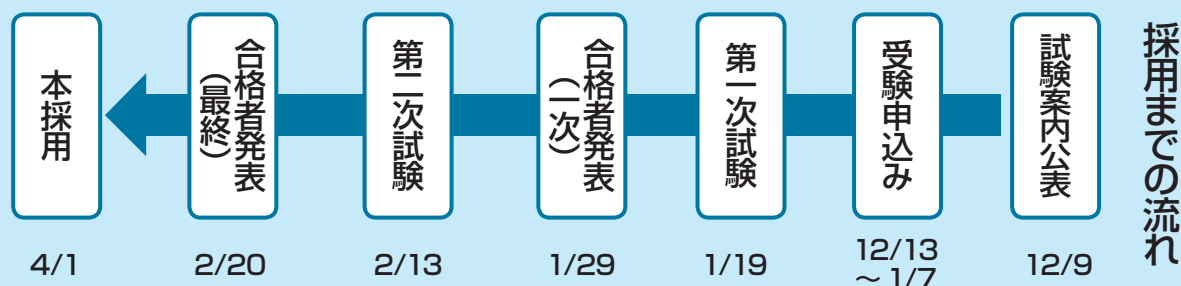 採用までの流れ
試験案内公表
12/9
受験申込み
12/13
～1/7
第一次試験
1/19
合格者発表
（一次）
1/29
第二次試験
2/13
合格者発表
（最終）
2/20
本採用
4/1